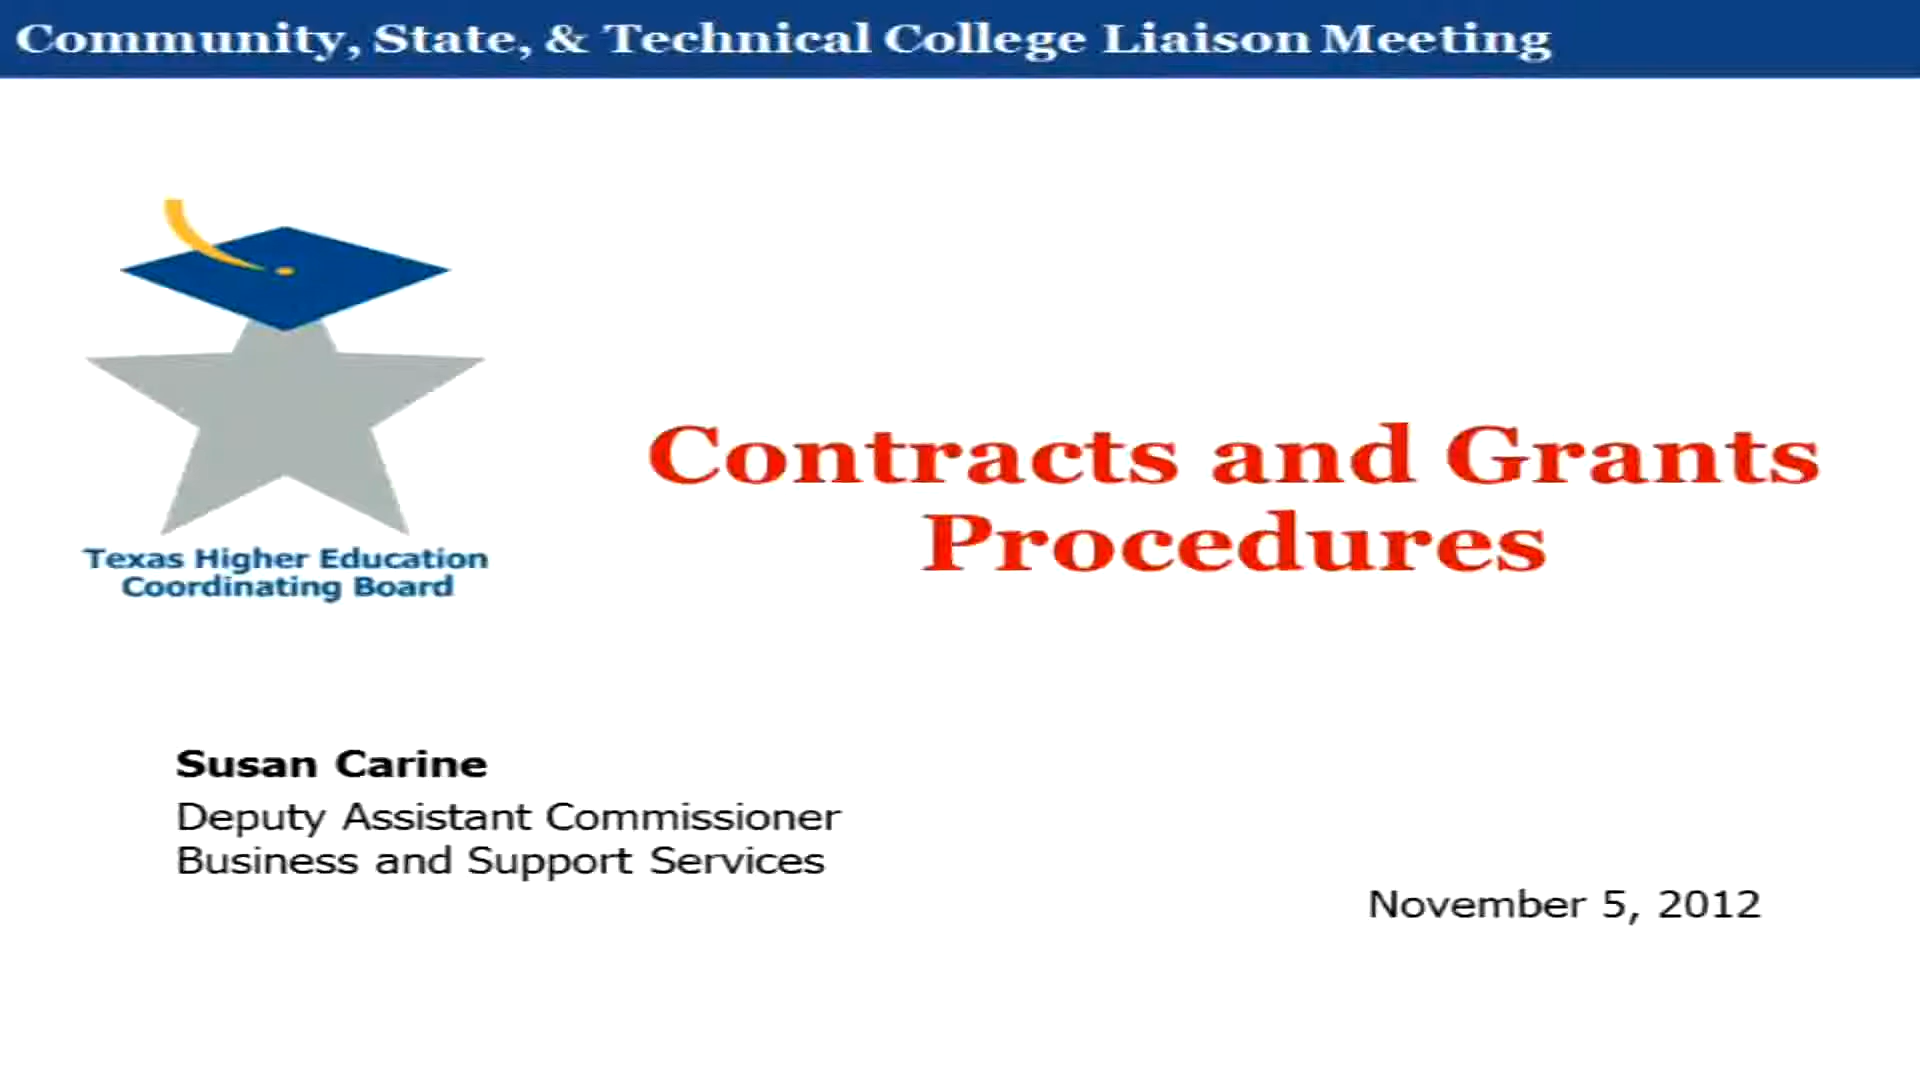 Community, State, & Technical College Liaison Meeting
Contracts and Grants
Procedures
Texas Higher Education
Coordinating Board
Susan Carine
Deputy Assistant Commissioner
Business and Support Services
November 5, 2012